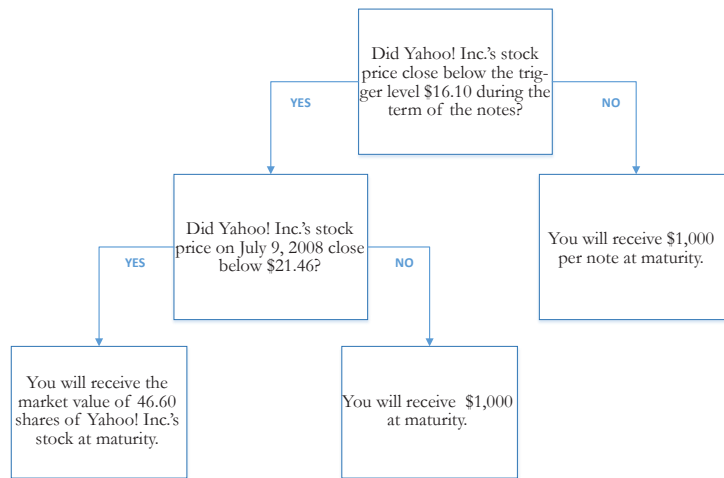 Did Yahoo! Inc.'s stock
price close below the trig-
ger level $16.10 during the
term of the notes?
YES
NO
Did Yahoo! Inc.'s stock
price on July 9, 2008 close
below $21.46?
You will receive $1,000
per note at maturity.
YES
NO
You will receive the
market value of 46.60
shares of Yahoo! Inc.'s
stock at maturity.
You will receive $1,000
at maturity.